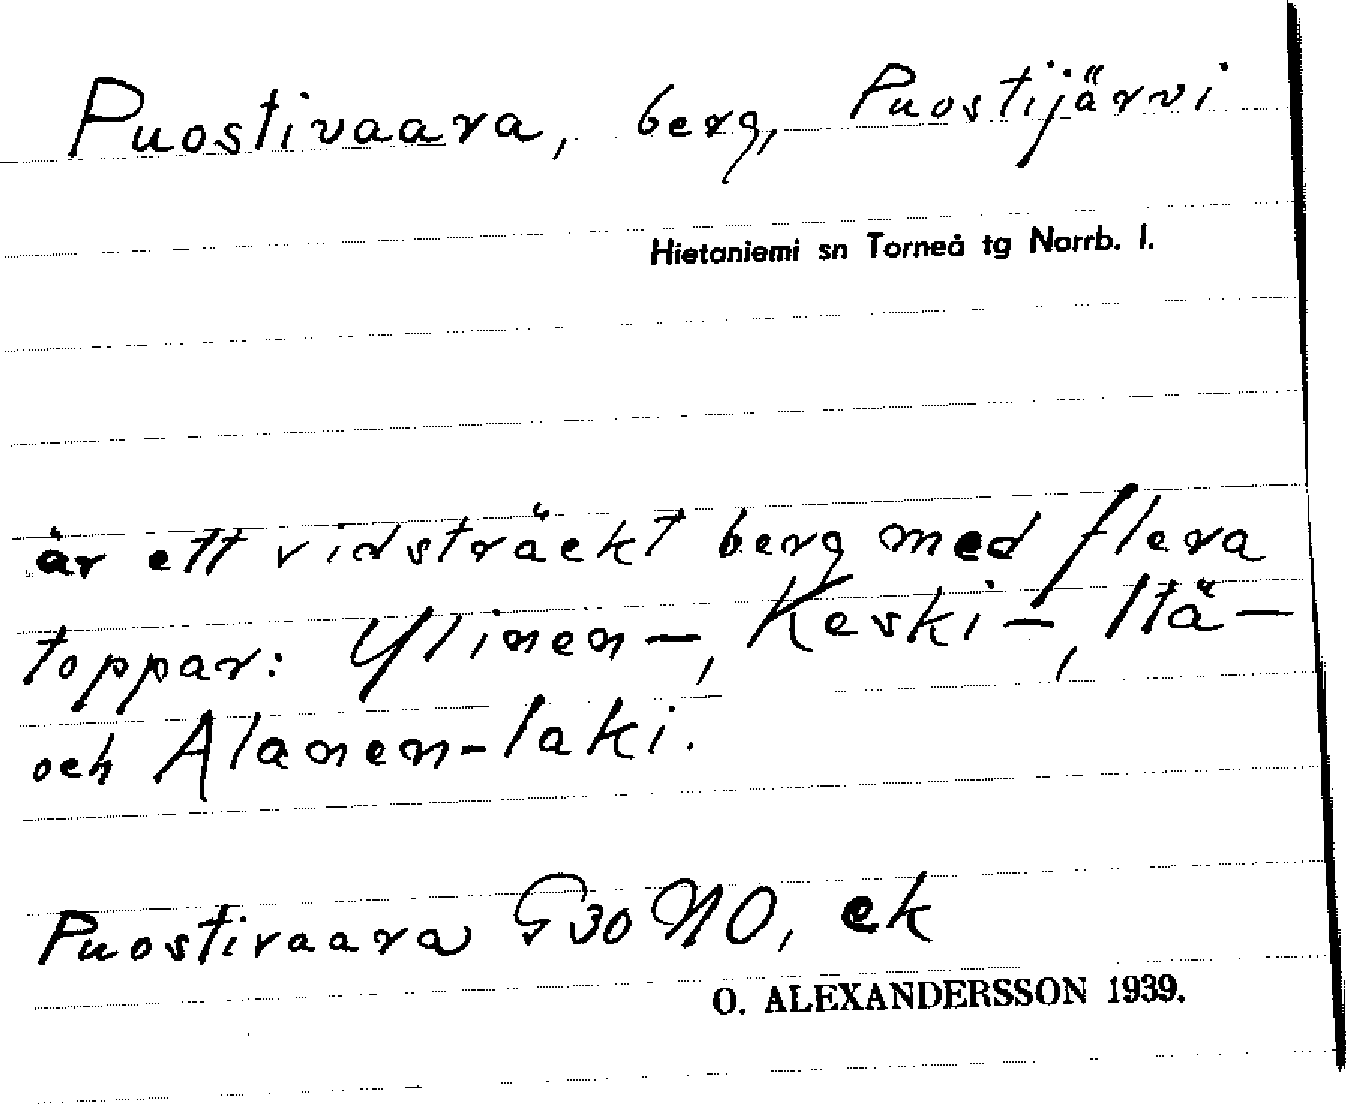 Puostivaara, berg, Puostijärvi
Hietaniemi sn Torneå tg Norrb. l.
är ett vidsträckt berg med flera
toppar: Ylinen-, Keski-, Itä-
och Alanen-laki.
Puostivaara G30 NO, ek
O. ALEXANDERSSON 1939.